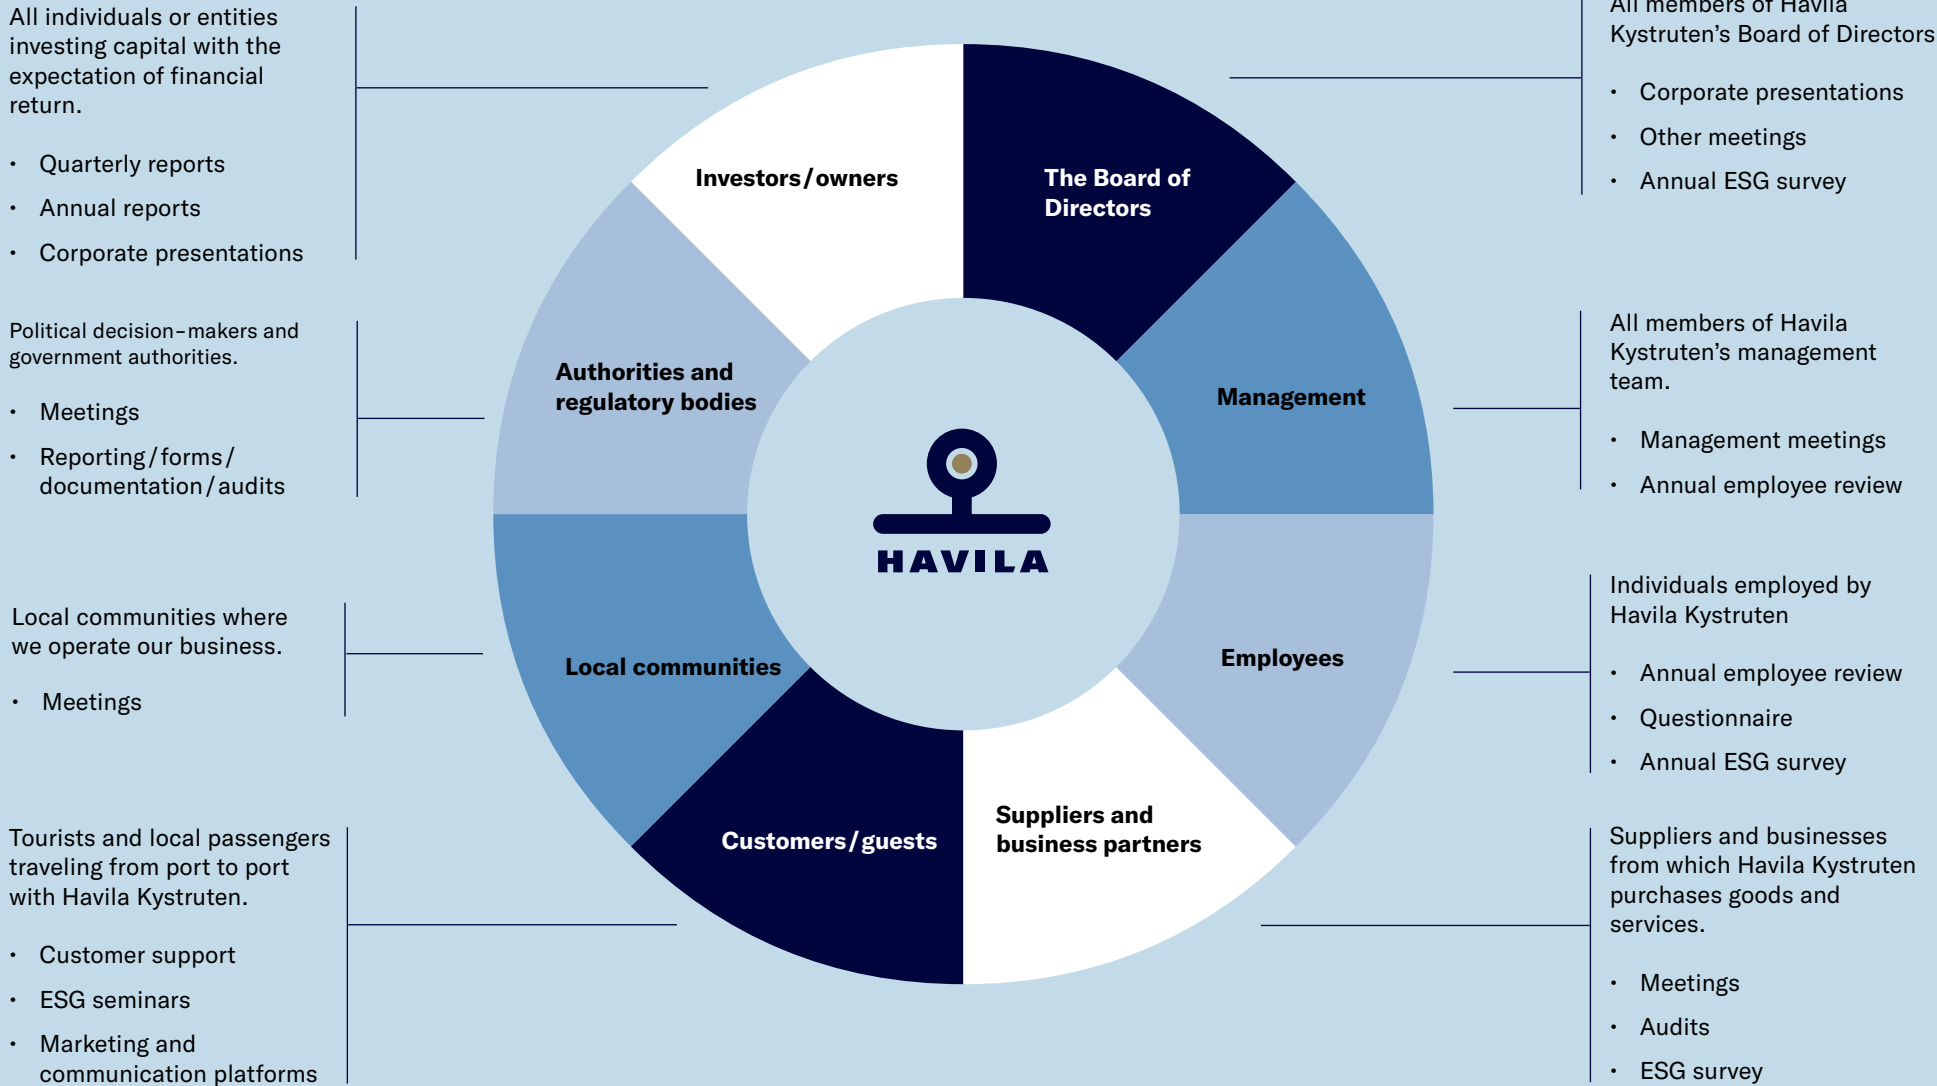 All individuals or entities
investing capital with the
expectation of financial
return.
• Quarterly reports
• Annual reports
• Corporate presentations
Political decision-makers and
government authorities.
• Meetings
• Reporting/forms/
documentation/audits
Local communities where
we operate our business.
• Meetings
Tourists and local passengers
traveling from port to port
with Havila Kystruten.
• Customer support
• ESG seminars
• Marketing and
communication platforms
Investors/owners
The Board of
Directors
Authorities and
regulatory bodies
Management
HAVILA
Local communities
Employees
Customers/guests
Suppliers and
business partners
All members of Havila
Kystruten’s Board of Directors
• Corporate presentations
• Other meetings
• Annual ESG survey
All members of Havila
Kystruten’s management
team.
• Management meetings
• Annual employee review
Individuals employed by
Havila Kystruten
• Annual employee review
• Questionnaire
• Annual ESG survey
Suppliers and businesses
from which Havila Kystruten
purchases goods and
services.
• Meetings
• Audits
• ESG survey